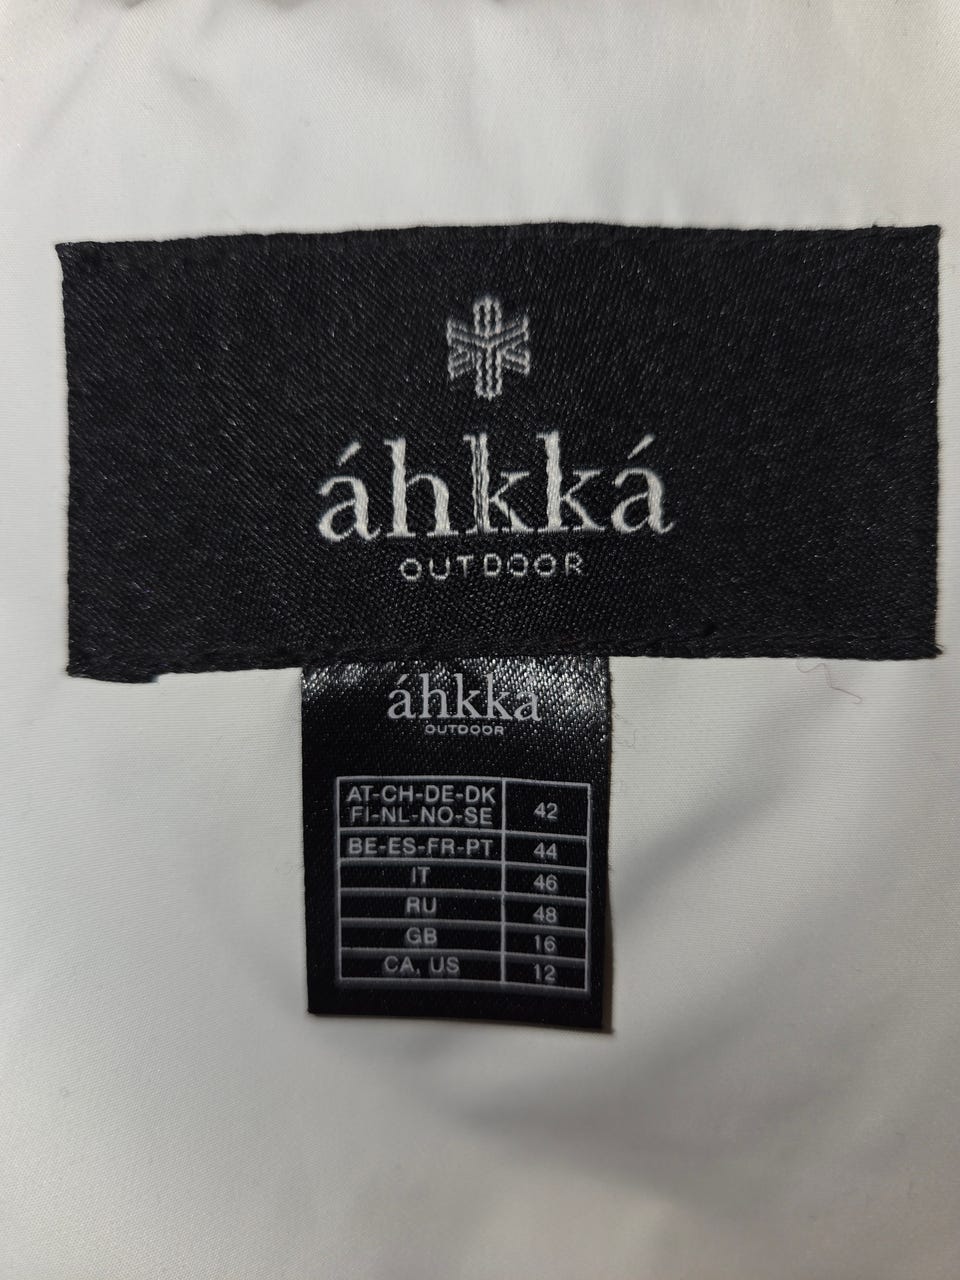 áhkká
OUTDOOR
áhkká
OUTDOOR
AT-CH-DE-DK
FI-NL-NO-SE 42
BE-ES-FR-PT 44
IT 46
RU 48
GB 16
CA, US 12